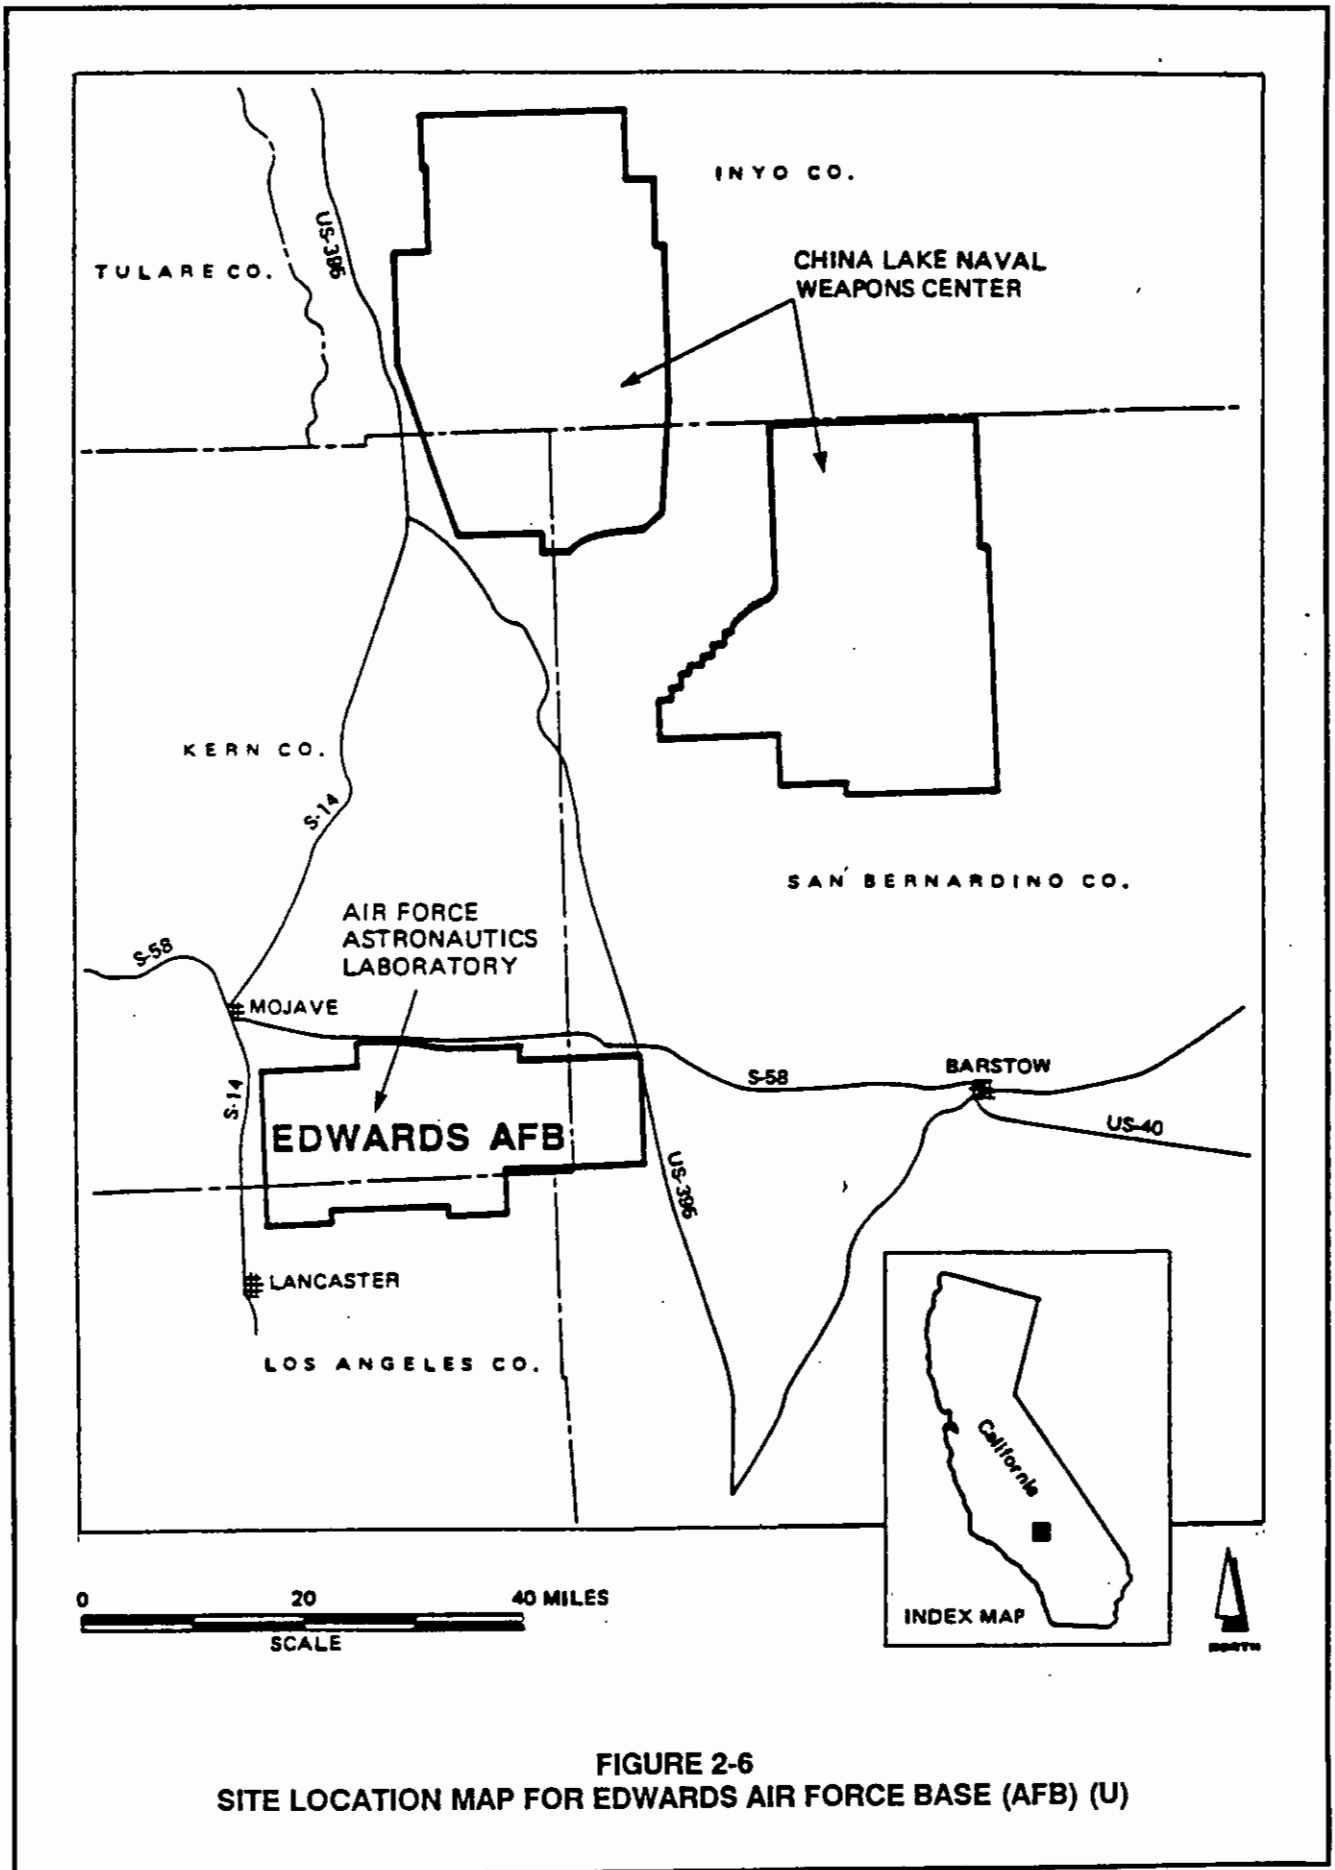 INYO CO.
US-395
TULARE CO.
CHINA LAKE NAVAL
WEAPONS CENTER
KERN CO.
S-14
SAN BERNARDINO CO.
AIR FORCE
ASTRONAUTICS
LABORATORY
S-58
MOJAVE
BARSTOW
S-58
S-14
US-40
EDWARDS AFB
US-395
LANCASTER
LOS ANGELES CO.
California
INDEX MAP
NORTH
0 20 40 MILES
SCALE
FIGURE 2-6
SITE LOCATION MAP FOR EDWARDS AIR FORCE BASE (AFB) (U)